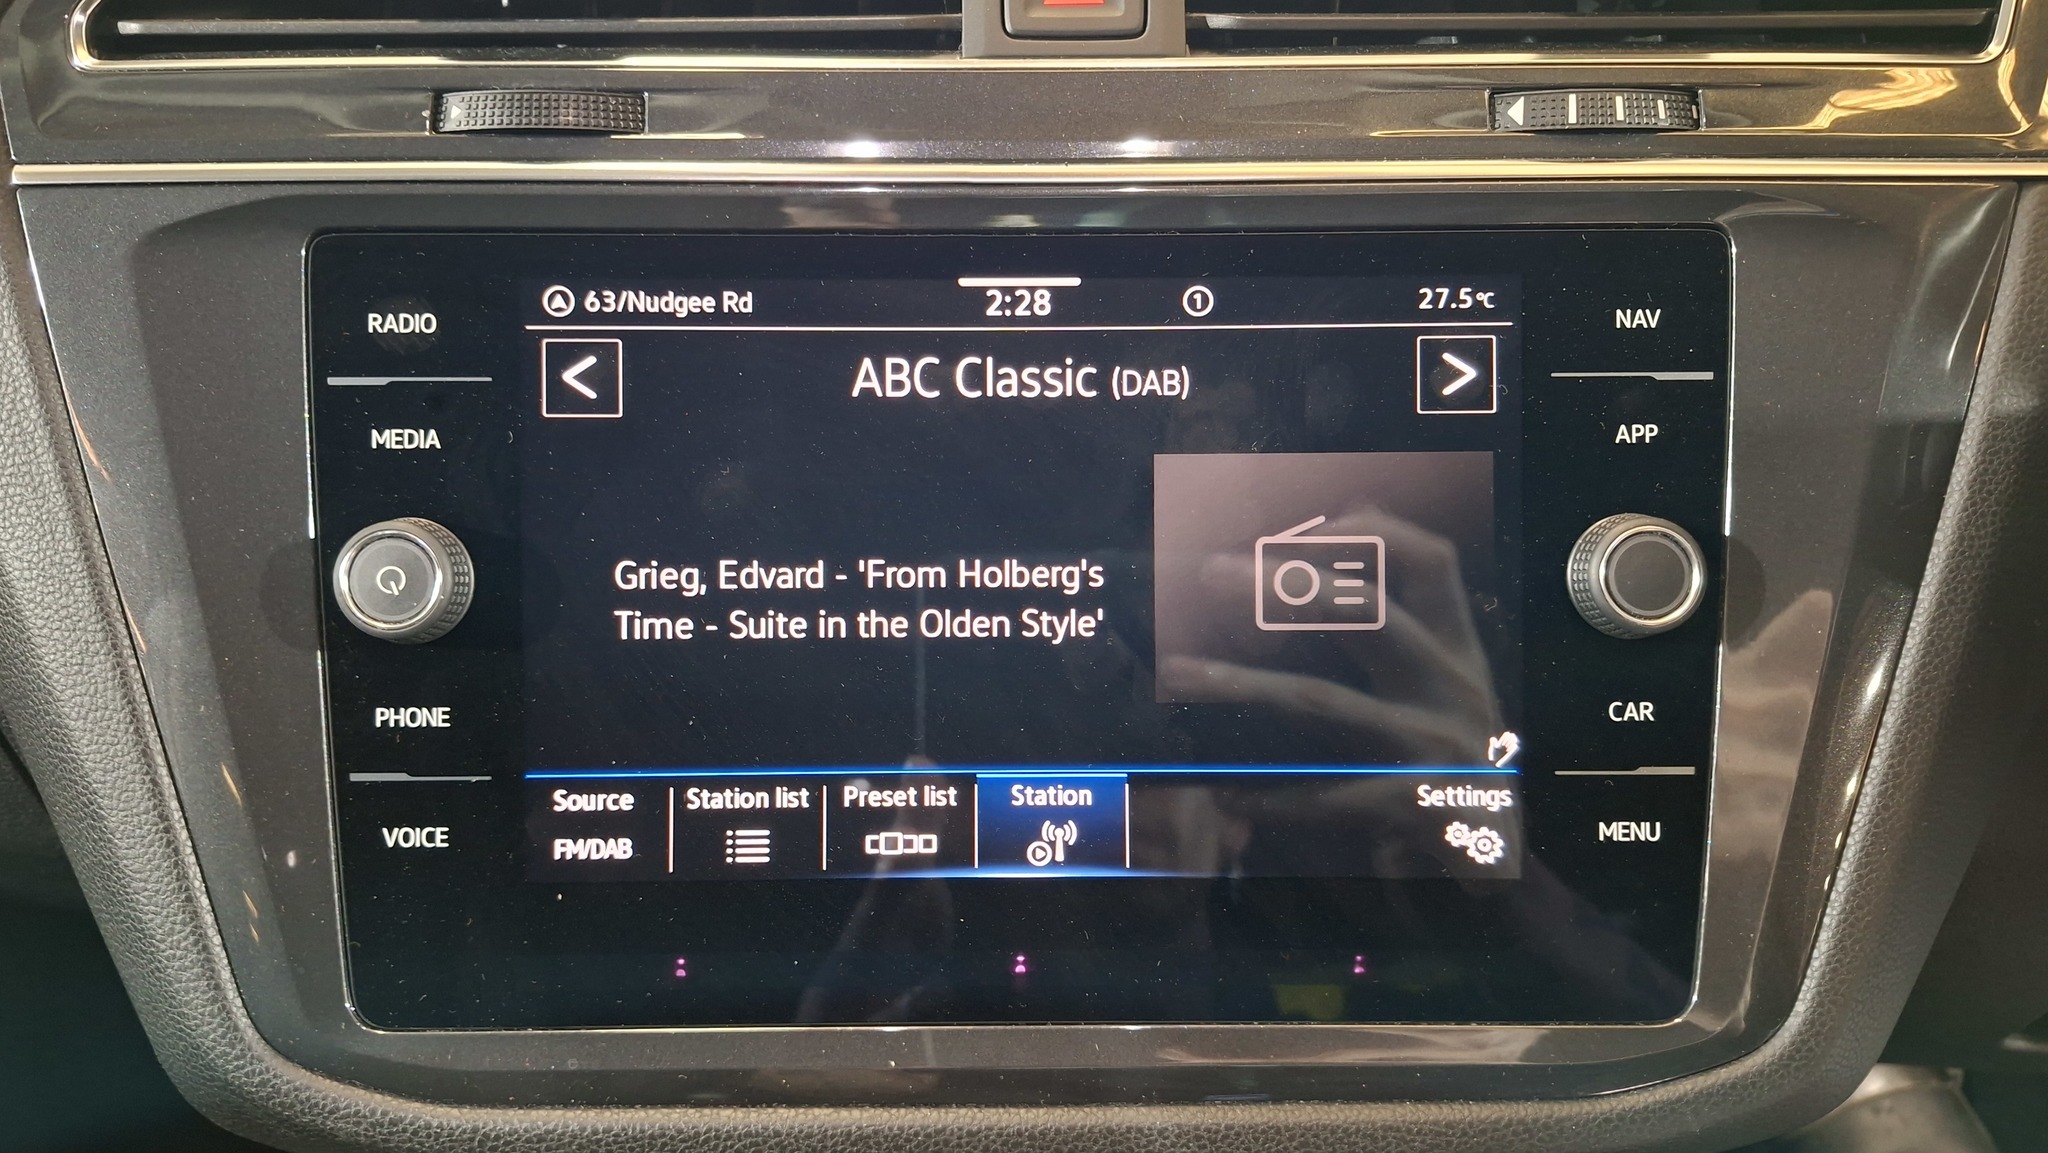 RADIO
MEDIA
PHONE
VOICE
63/Nudgee Rd
2:28
1
27.5°C
<
ABC Classic (DAB)
>
Grieg, Edvard - 'From Holberg's
Time - Suite in the Olden Style'
Source
FM/DAB
Station list
Preset list
Station
Settings
NAV
APP
CAR
MENU